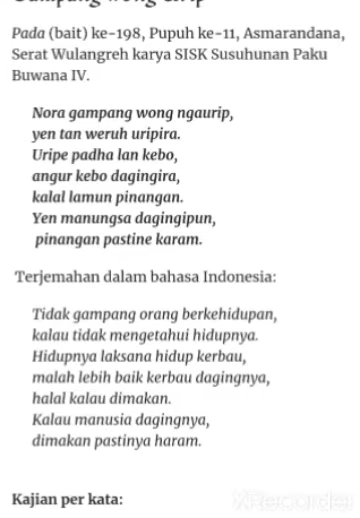 Pada (bait) ke-198, Pupuh ke-11, Asmarandana,
Serat Wulangreh karya SISK Susuhunan Paku
Buwana IV.
Nora gampang wong ngaurip,
yen tan weruh uripira.
Uripe padha lan kebo,
angur kebo dagingira,
kalal lamun pinangan.
Yen manungsa dagingipun,
pinangan pastine karam.
Terjemahan dalam bahasa Indonesia:
Tidak gampang orang berkehidupan,
kalau tidak mengetahui hidupnya.
Hidupnya laksana hidup kerbau,
malah lebih baik kerbau dagingnya,
halal kalau dimakan.
Kalau manusia dagingnya,
dimakan pastinya haram.
Kajian per kata:
XRecorder